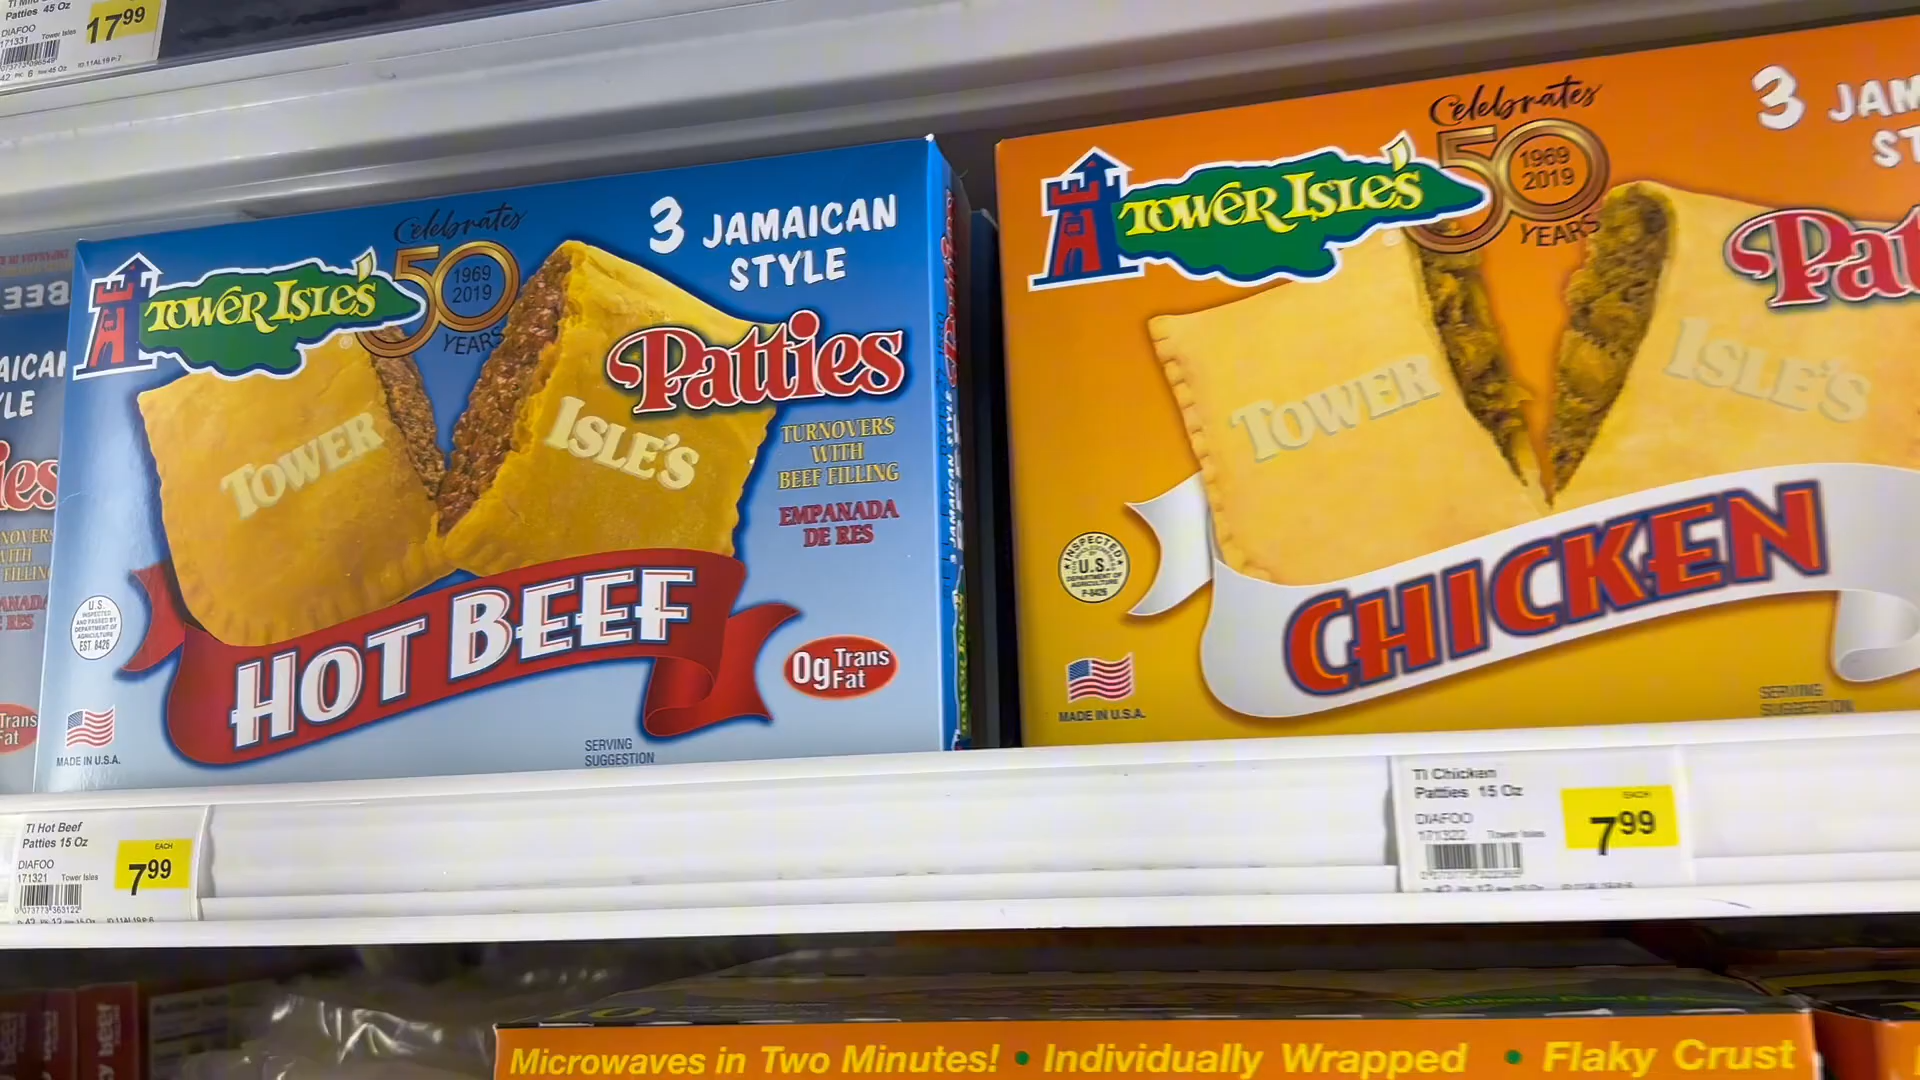 Patties 45 Oz
DIAFOO
171331 Tower Isles
17.99
Celebrates
50
1969
2019
YEARS
TOWER ISLE'S
3 JAMAICAN
STYLE
Patties
TOWER
ISLE'S
TURNOVERS
WITH
BEEF FILLING
EMPANADA
DE RES
HOT BEEF
0g Trans
Fat
U.S.
INSPECTED
AND PASSED BY
DEPARTMENT OF
AGRICULTURE
EST. 8426
MADE IN U.S.A.
SERVING
SUGGESTION
Celebrates
50
1969
2019
YEARS
TOWER ISLE'S
3 JAM
ST
Pat
TOWER
ISLE'S
CHICKEN
INSPECTED
U.S.
DEPARTMENT OF
AGRICULTURE
P-8426
MADE IN U.S.A.
SERVING
SUGGESTION
TI Hot Beef
Patties 15 Oz
DIAFOO
171321 Tower Isles
EACH
7.99
0 073773 363122
TI Chicken
Patties 15 Oz
DIAFOO
171322 Tower Isles
EACH
7.99
Microwaves in Two Minutes! • Individually Wrapped • Flaky Crust